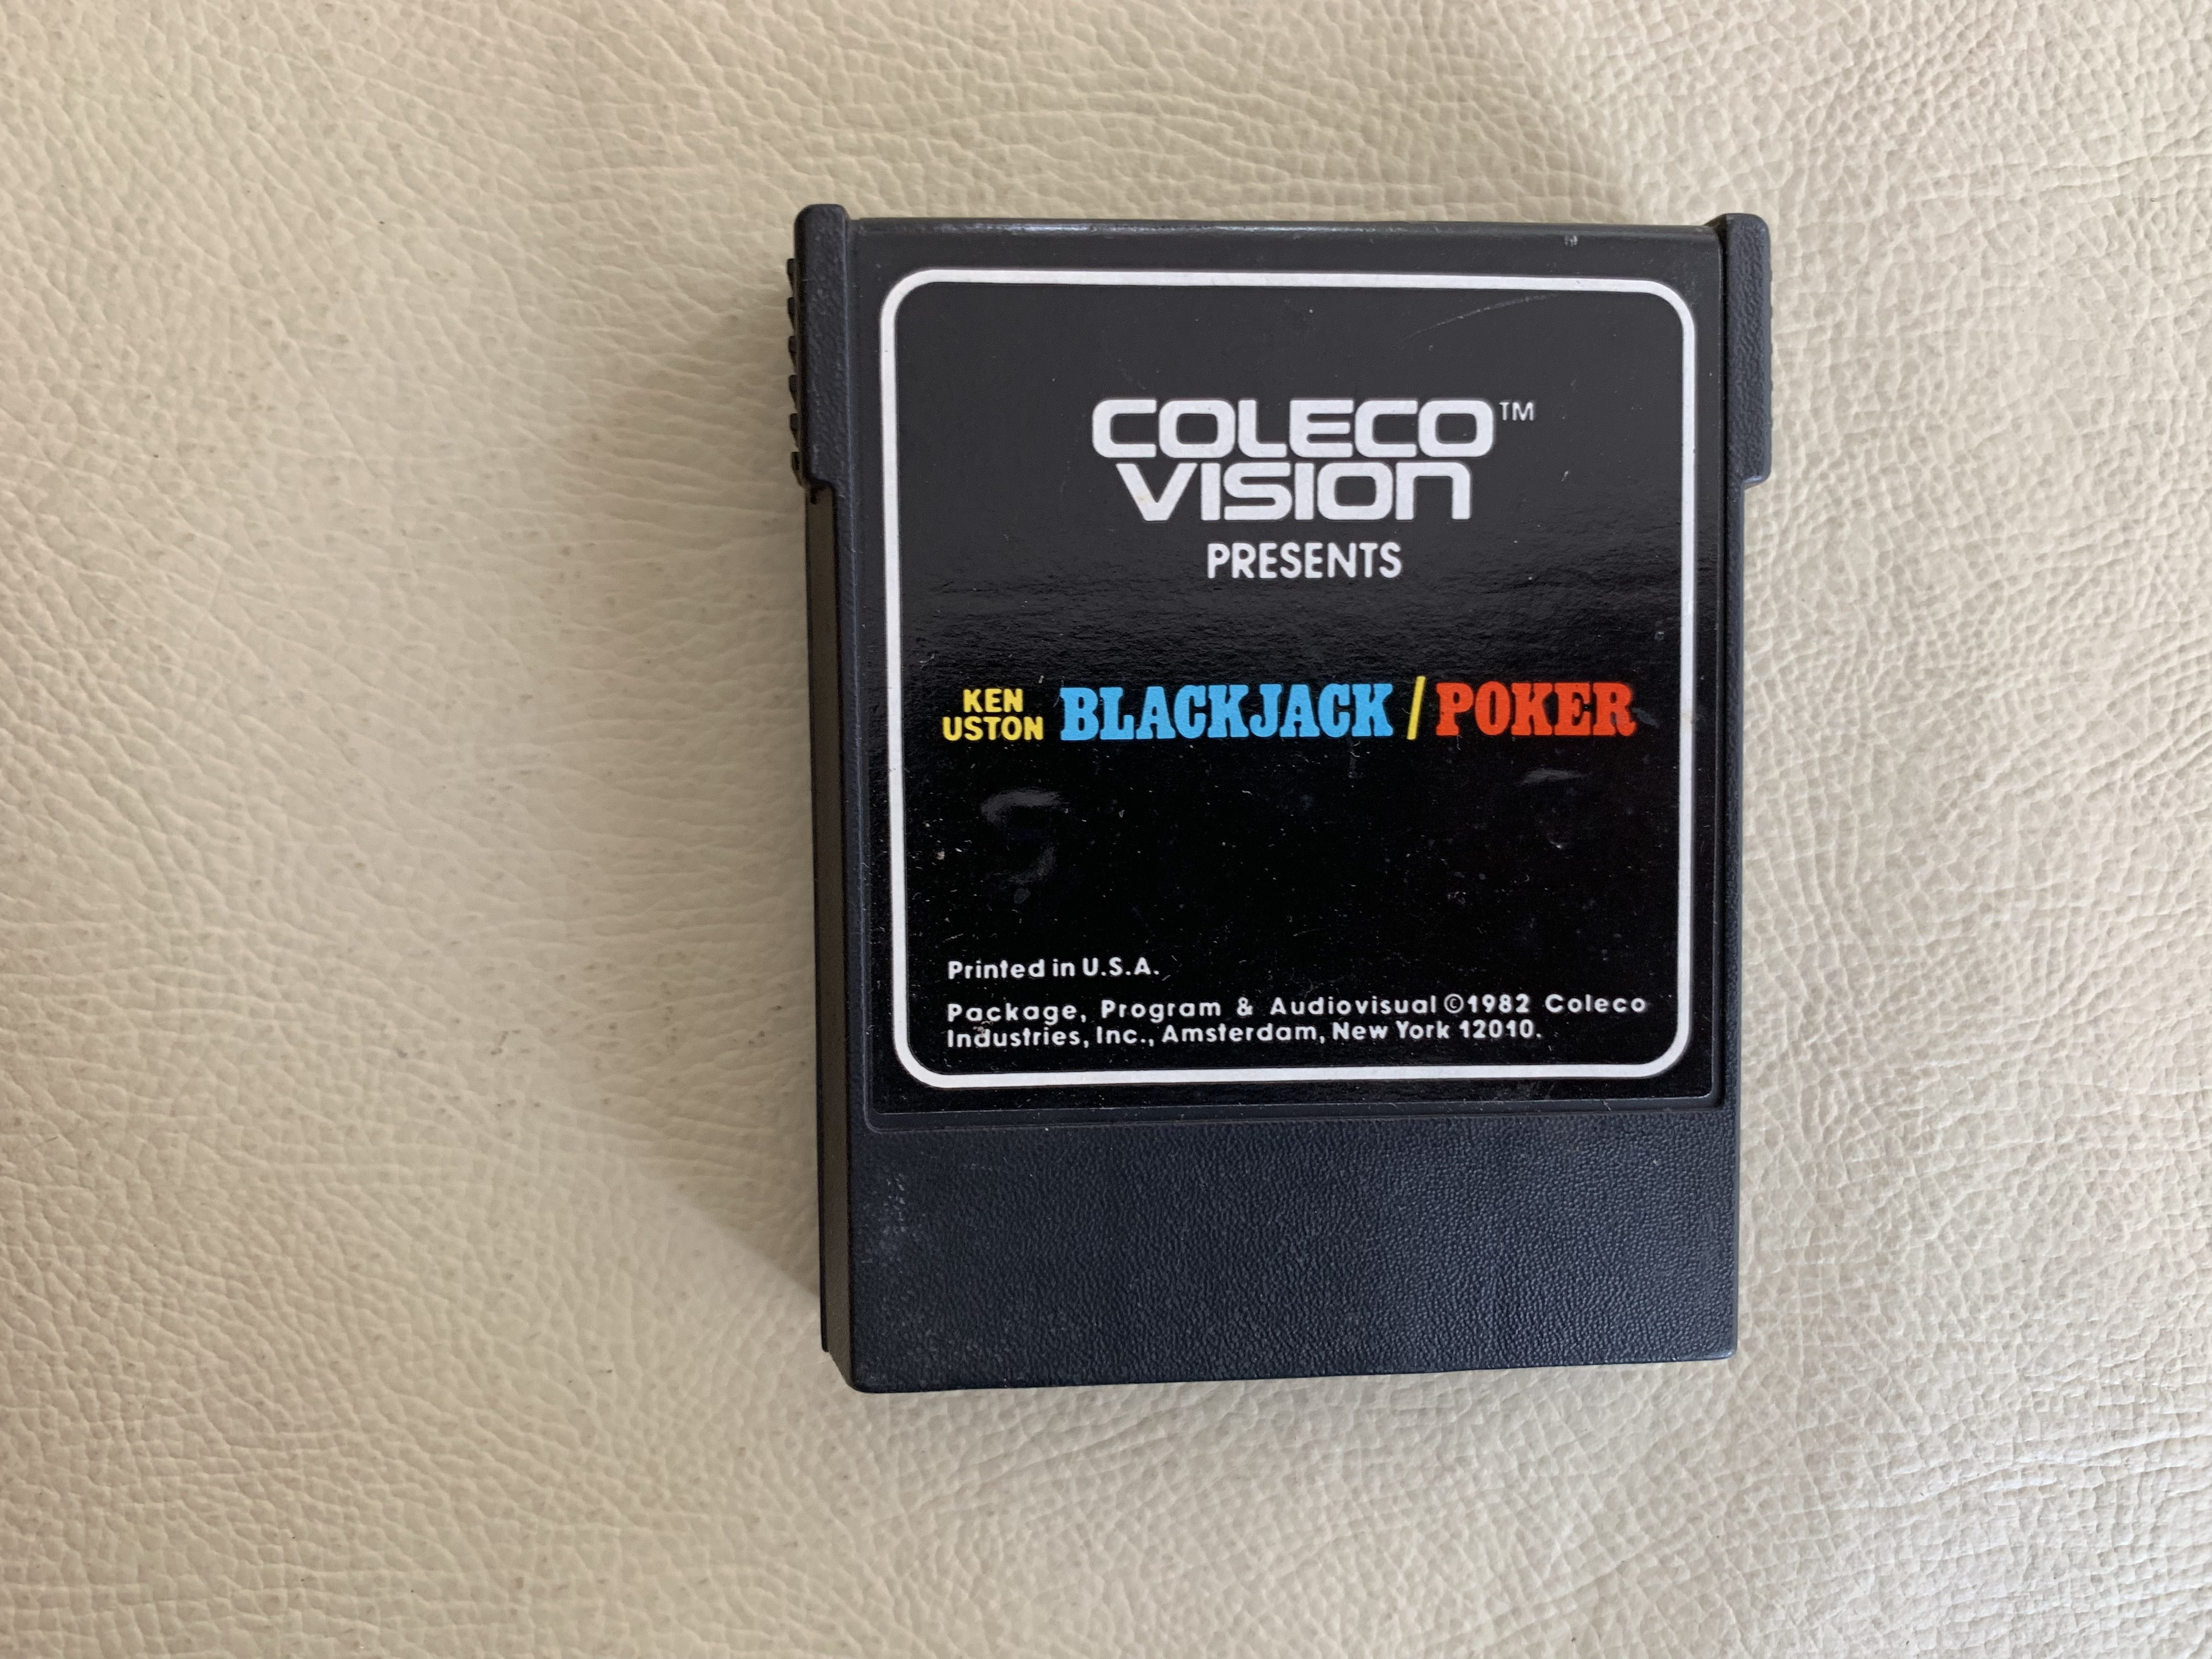 COLECO™
VISION
PRESENTS
KEN
USTON BLACKJACK / POKER
Printed in U.S.A.
Package, Program & Audiovisual ©1982 Coleco
Industries, Inc., Amsterdam, New York 12010.